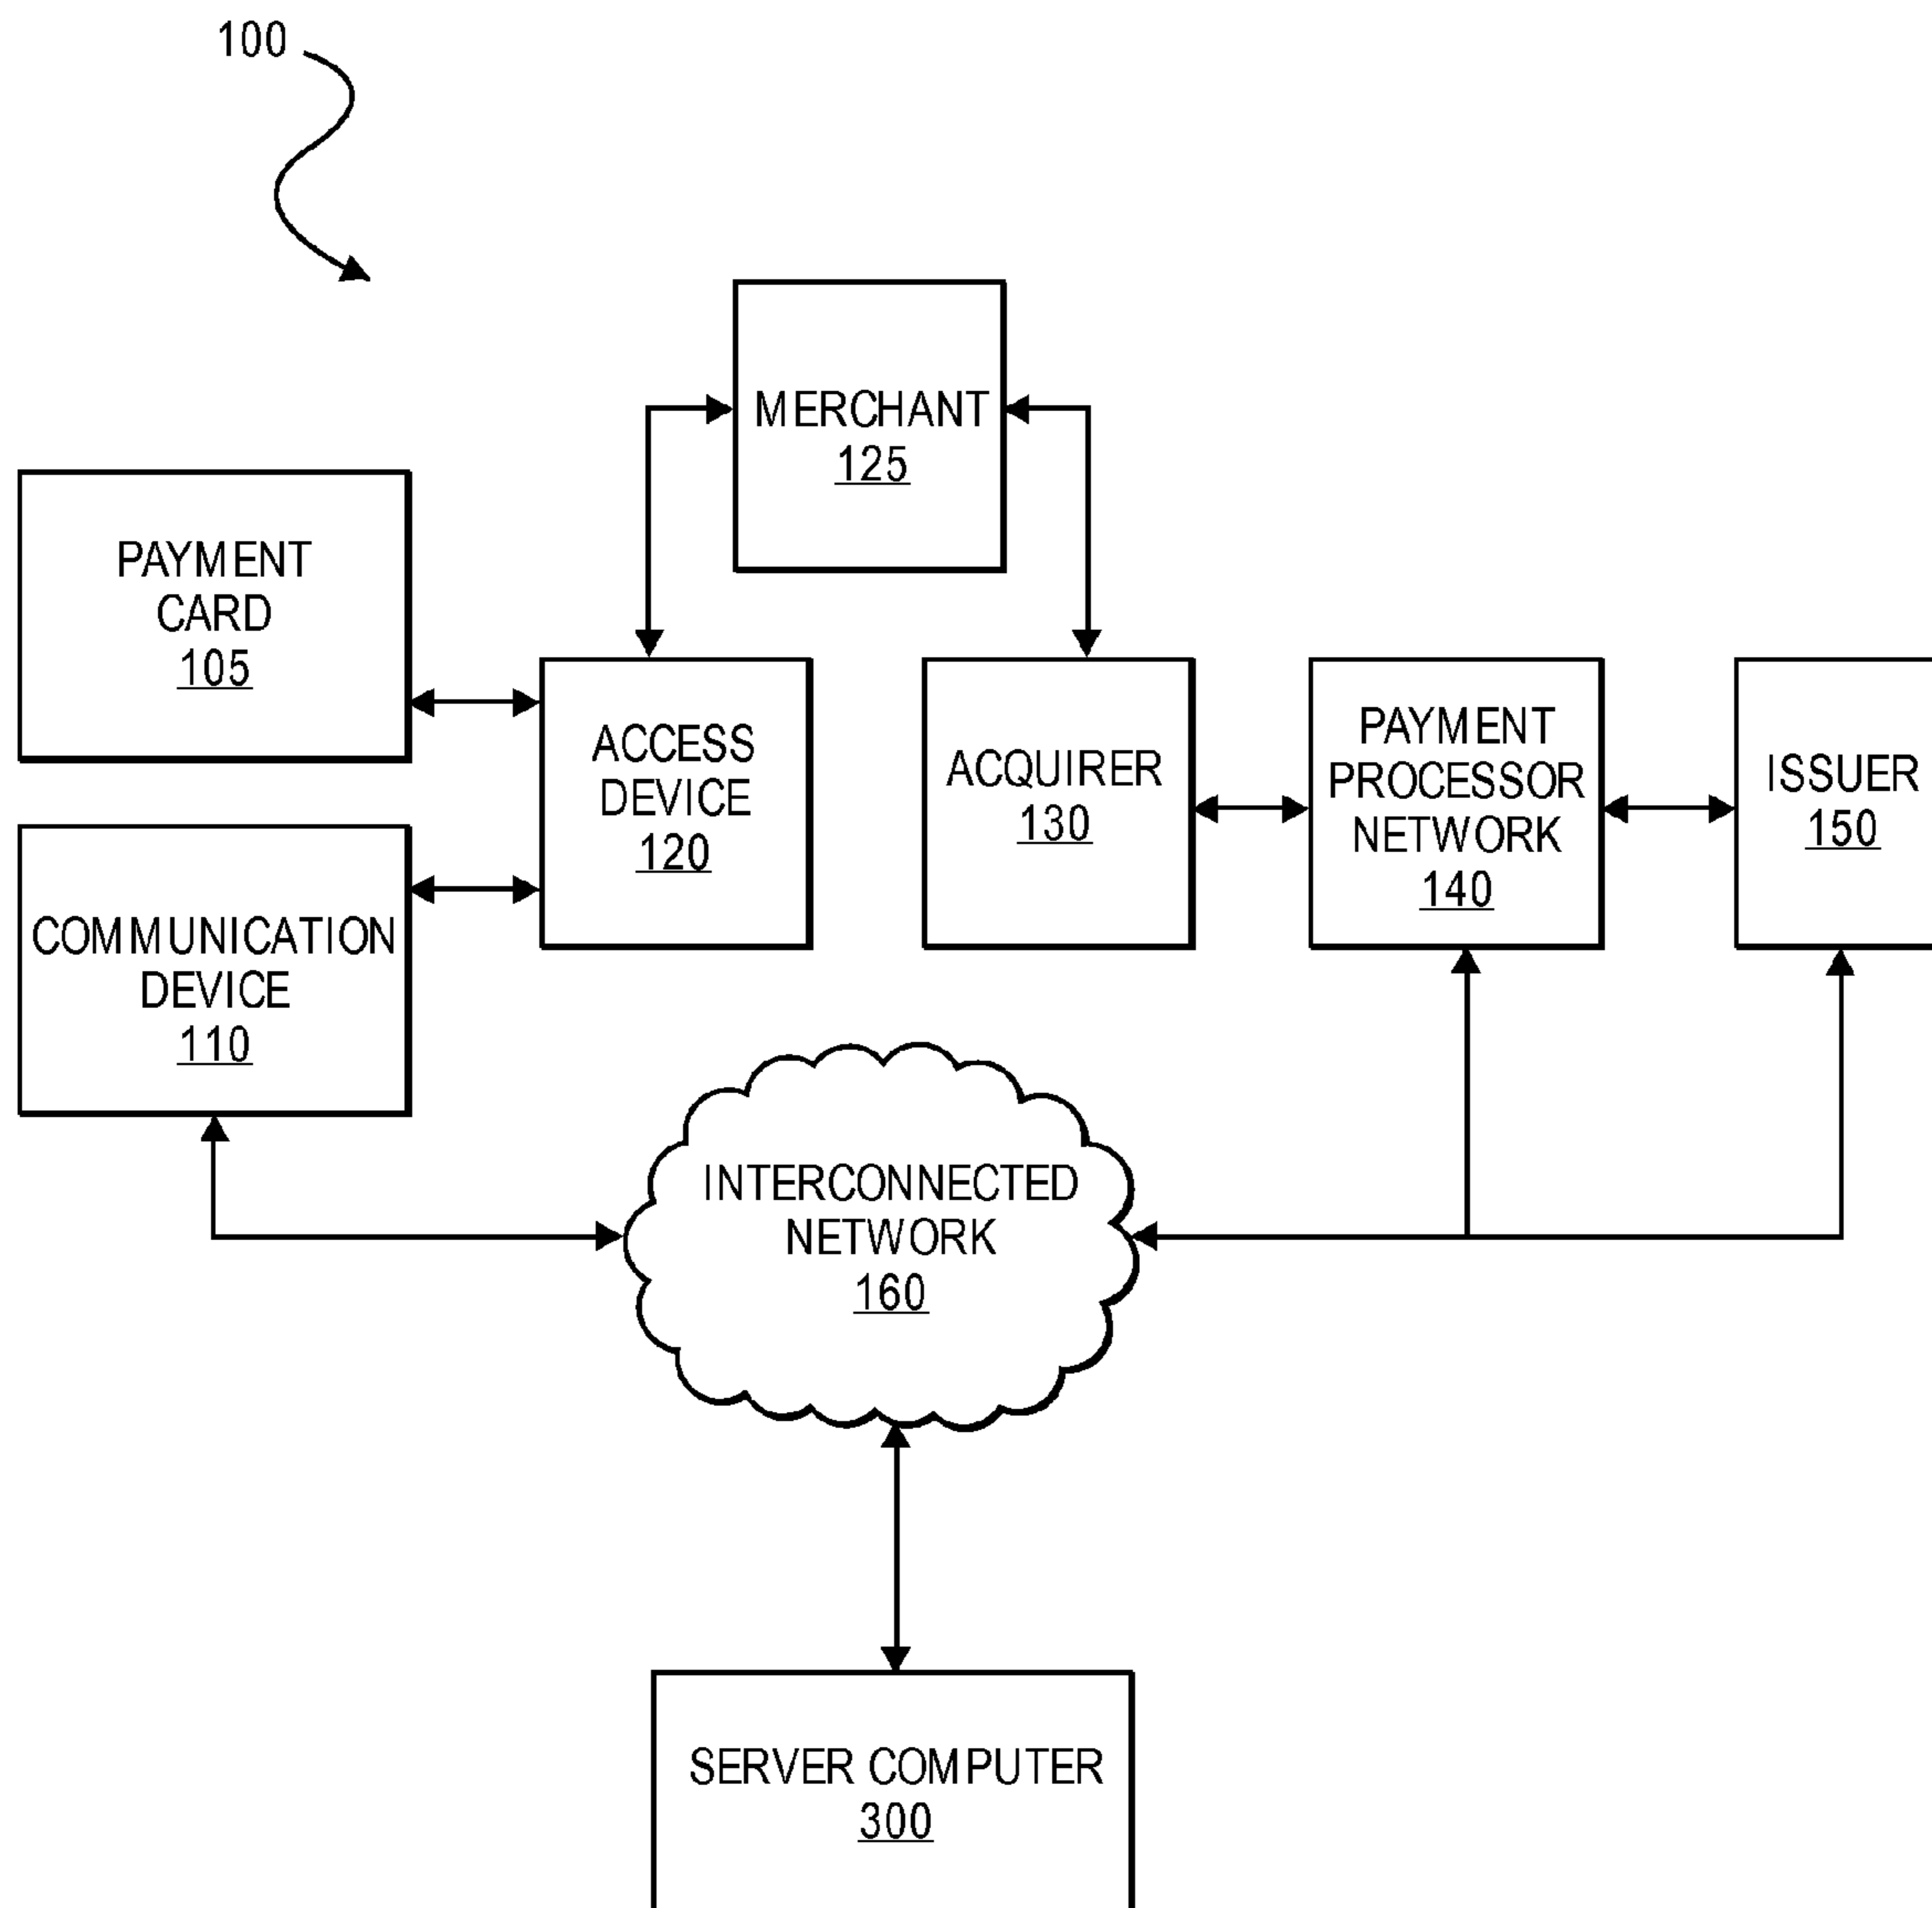 100
MERCHANT
125
PAYMENT
CARD
105
ACCESS
DEVICE
120
ACQUIRER
130
PAYMENT
PROCESSOR
NETWORK
140
ISSUER
150
COMMUNICATION
DEVICE
110
INTERCONNECTED
NETWORK
160
SERVER COMPUTER
300